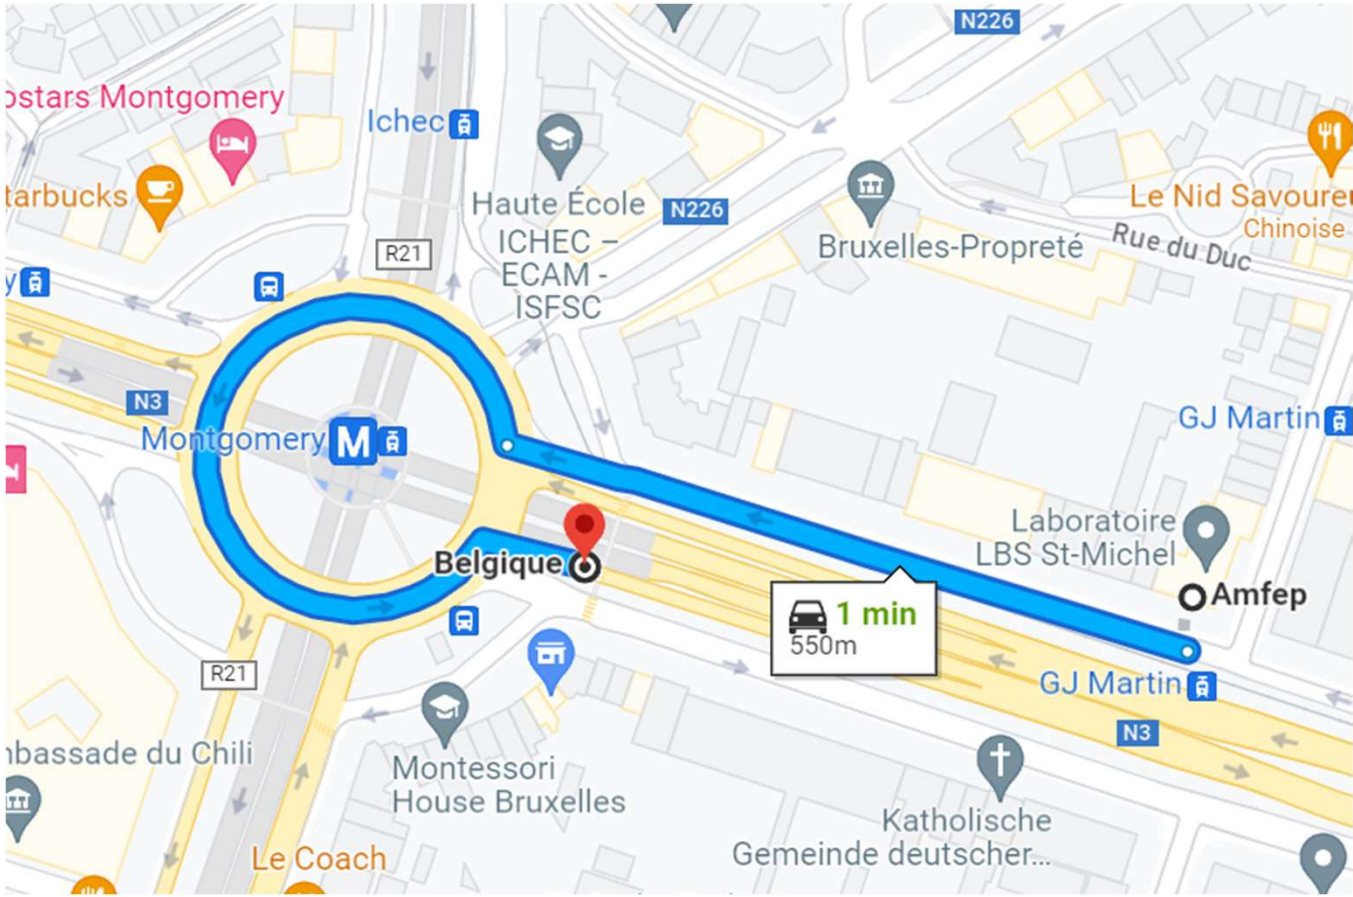 N226
ostars Montgomery
Ichec
tarbucks
Haute École
ICHEC –
ECAM -
ISFSC
N226
Bruxelles-Propreté
Le Nid Savoure
Chinoise
Rue du Duc
R21
y
N3
Montgomery
M
GJ Martin
Laboratoire
LBS St-Michel
Belgique
Amfep
1 min
550m
R21
GJ Martin
N3
bassade du Chili
Montessori
House Bruxelles
Katholische
Gemeinde deutscher...
Le Coach